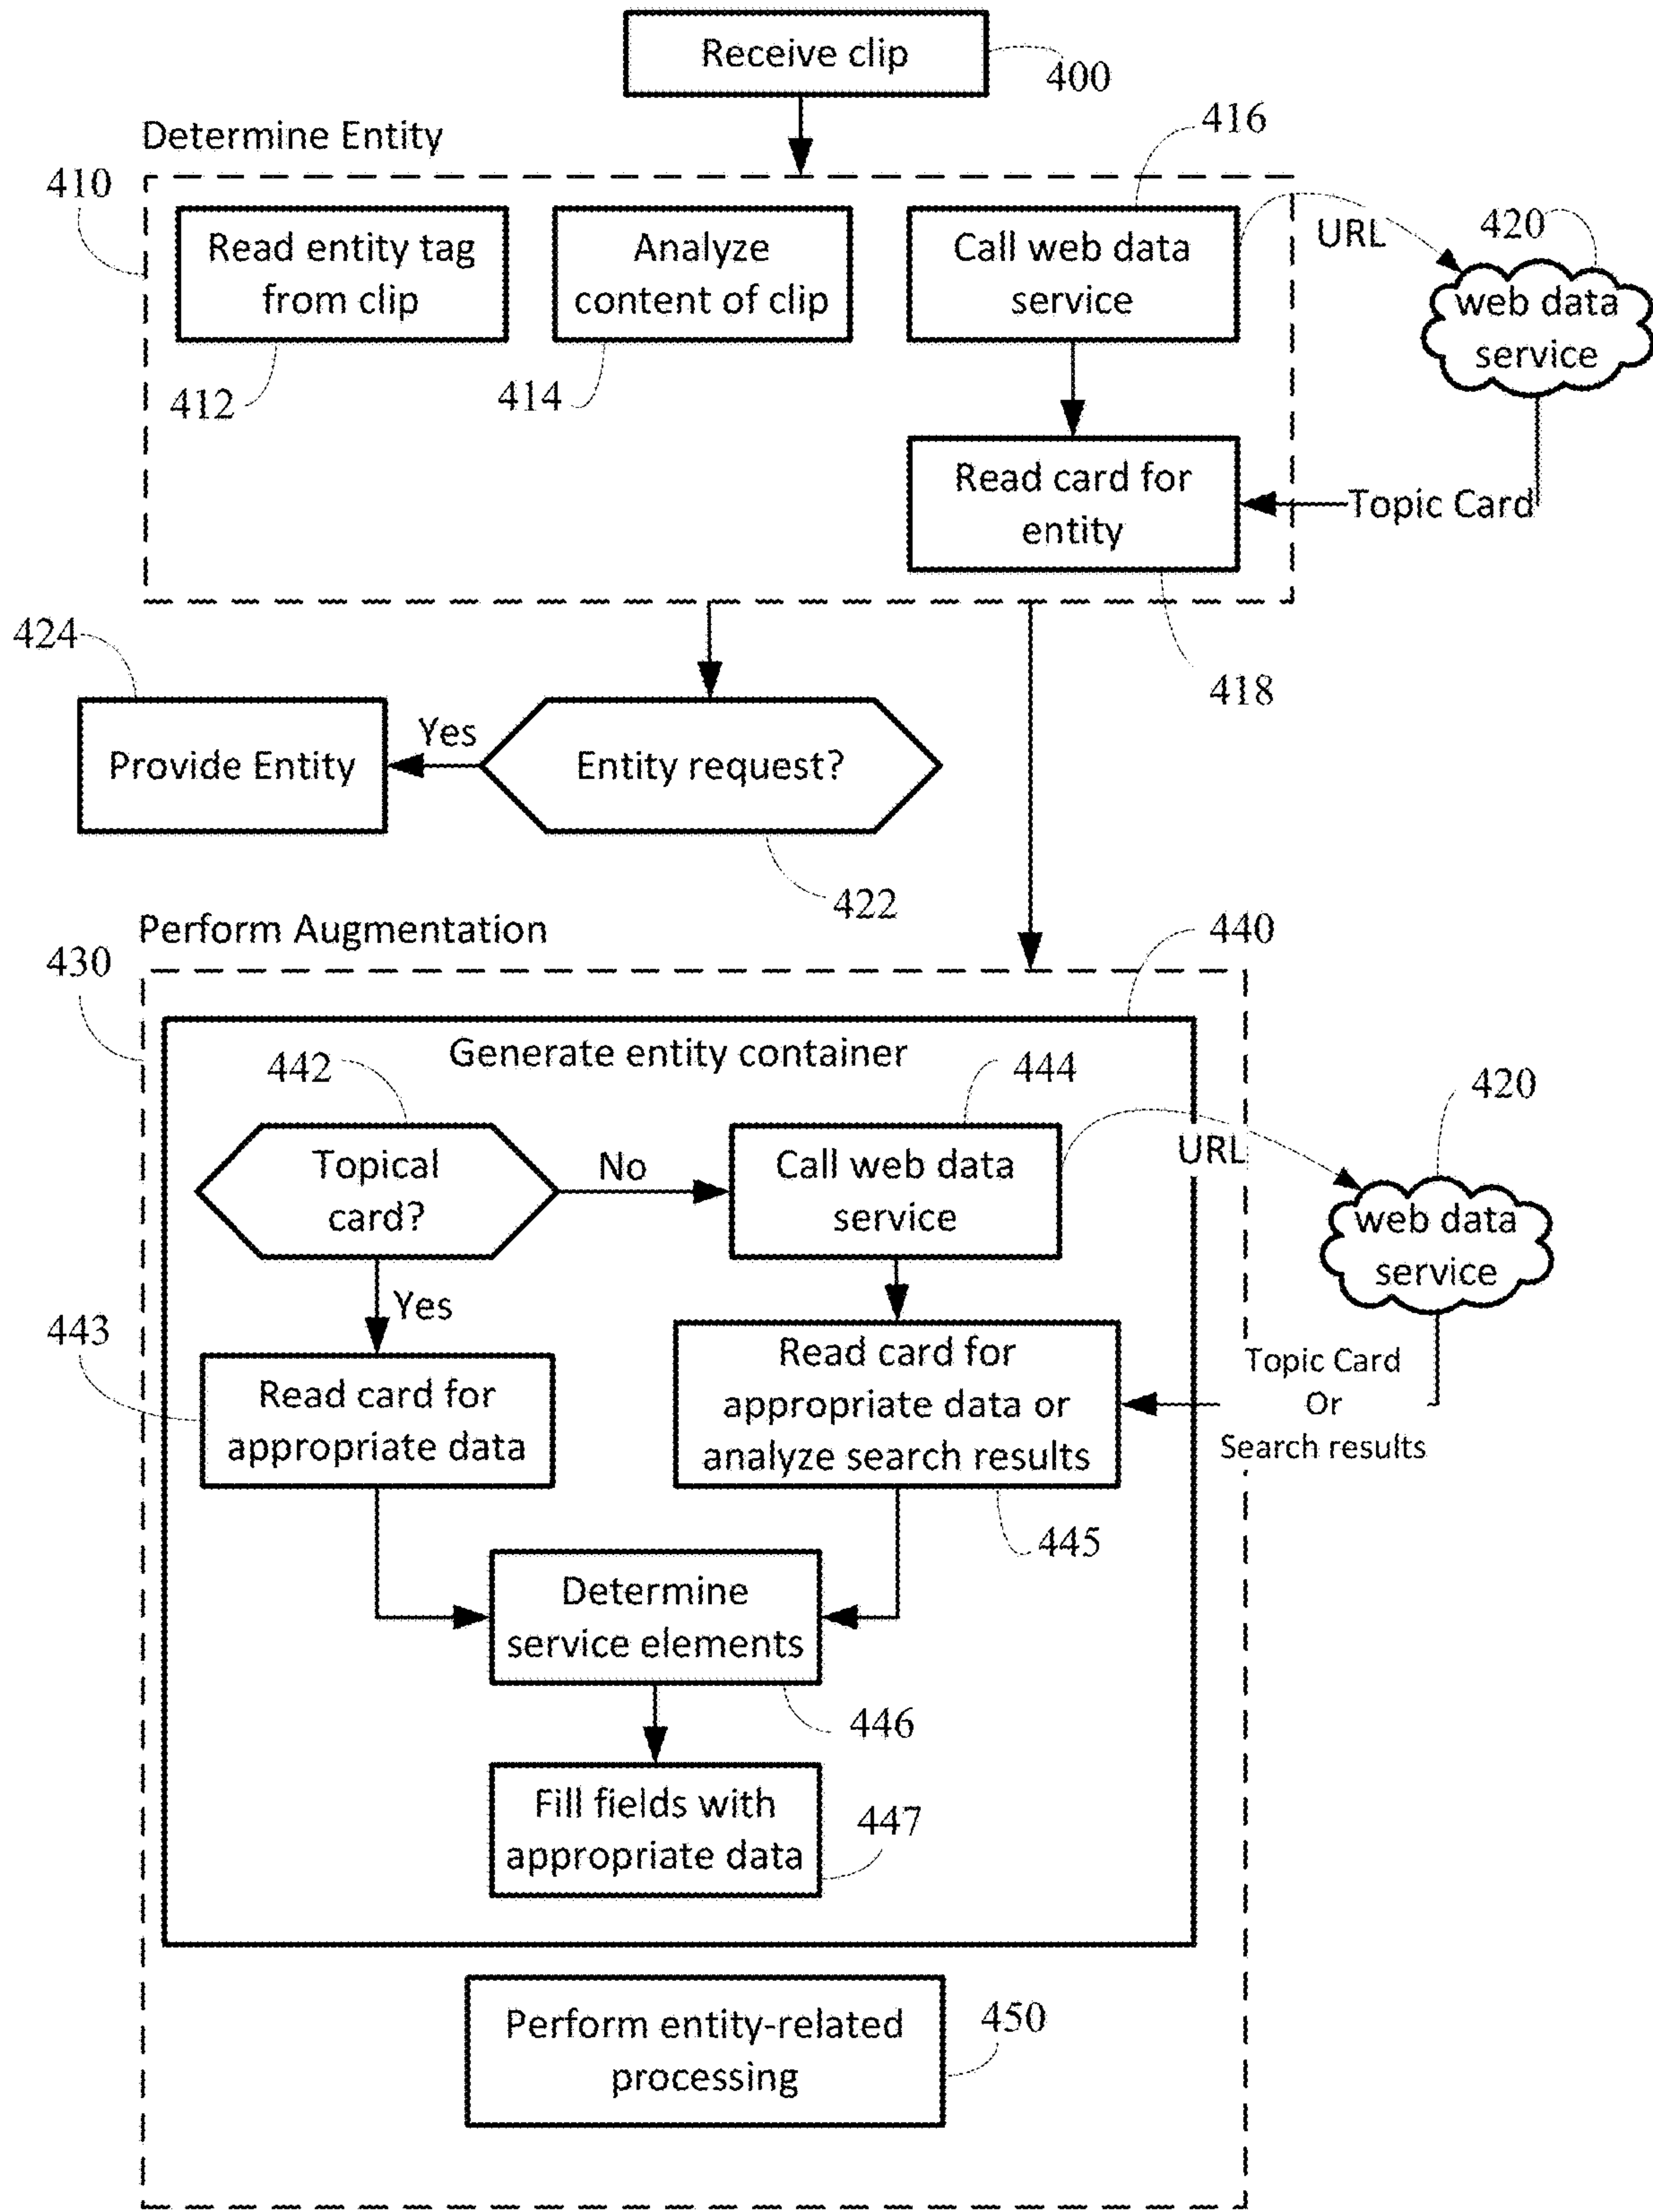 Receive clip
400
Determine Entity
416
410
Read entity tag
from clip
Analyze
content of clip
Call web data
service
URL
420
web data
service
412
414
Read card for
entity
Topic Card
424
418
Provide Entity
Yes
Entity request?
422
Perform Augmentation
440
430
Generate entity container
442
444
420
Topical
card?
No
Call web data
service
URL
web data
service
Yes
443
Read card for
appropriate data
Read card for
appropriate data or
analyze search results
Topic Card
Or
Search results
445
Determine
service elements
446
Fill fields with
appropriate data
447
Perform entity-related
processing
450